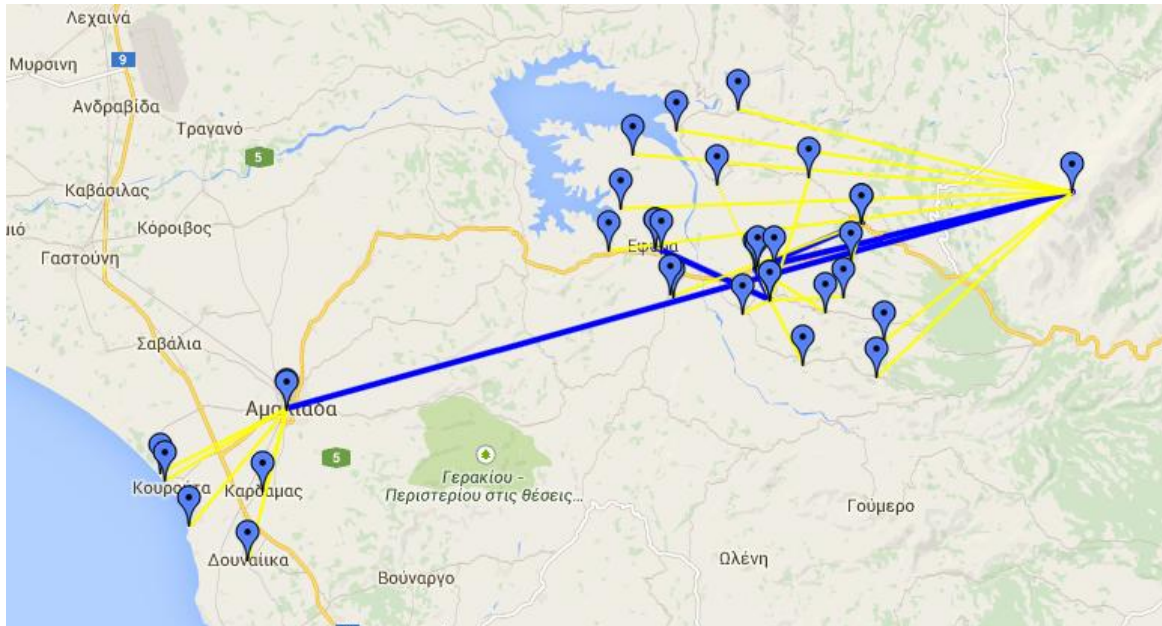 Λεχαινά
Μυρσινη
9
Ανδραβίδα
Τραγανό
5
Καβάσιλας
Κόροιβος
Γαστούνη
Σαβάλια
Κουρούτα
Καρδαμας
5
Γερακίου -
Περιστερίου στις θέσεις...
Γούμερο
Δουναίικα
Ωλένη
Βούναργο